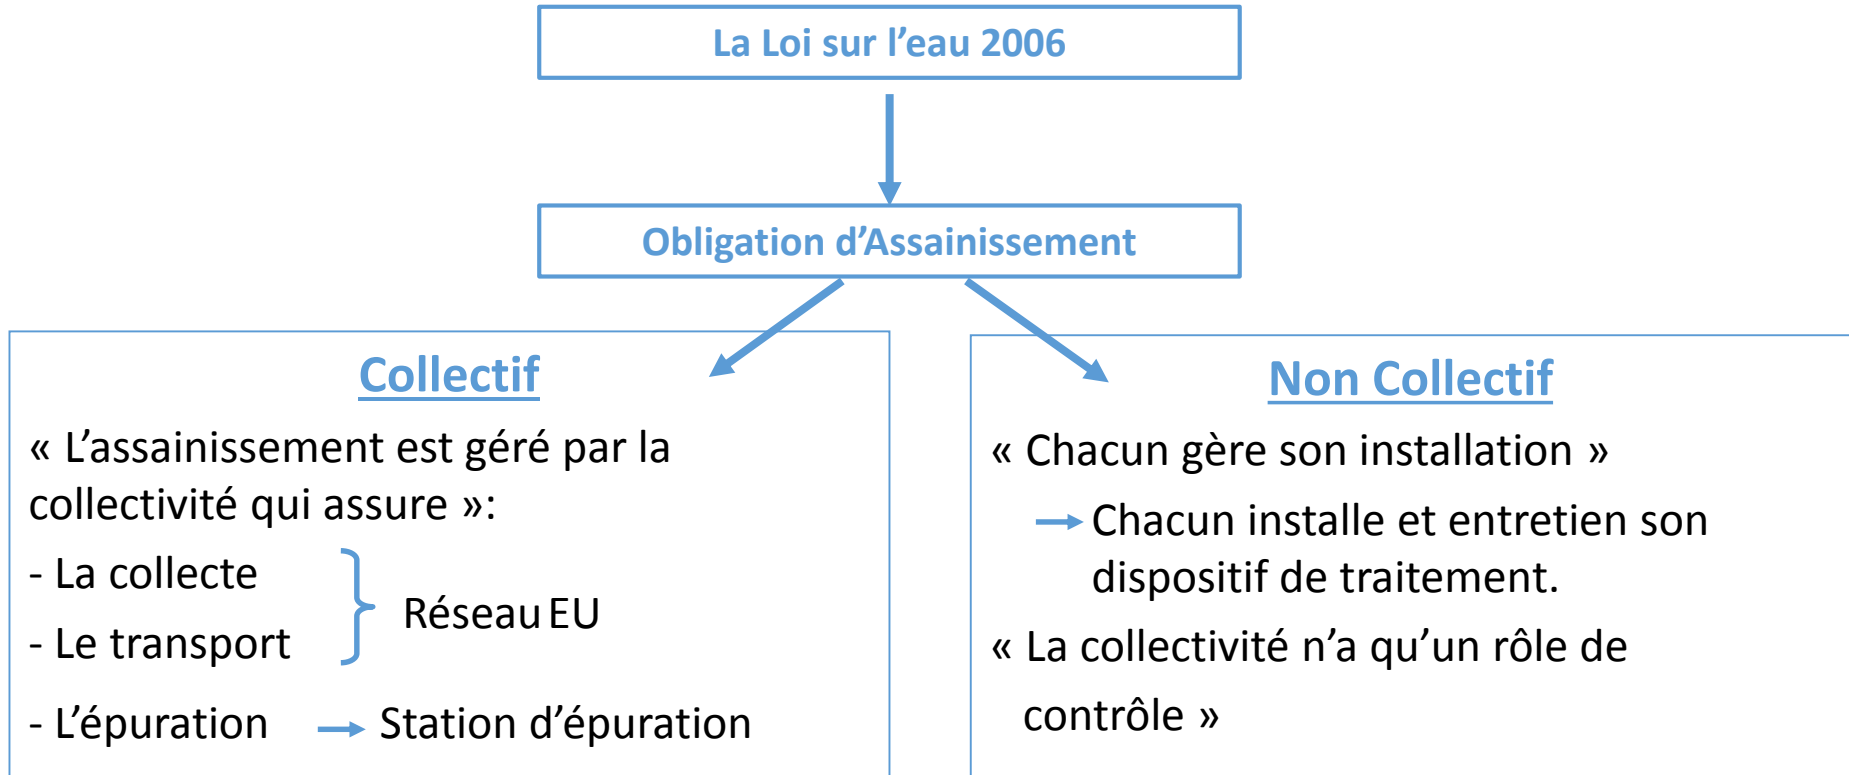 La Loi sur l’eau 2006
Obligation d’Assainissement
Collectif
« L’assainissement est géré par la
collectivité qui assure »:
- La collecte
- Le transport
Réseau EU
- L’épuration
Station d’épuration
Non Collectif
« Chacun gère son installation »
Chacun installe et entretien son
dispositif de traitement.
« La collectivité n’a qu’un rôle de
contrôle »